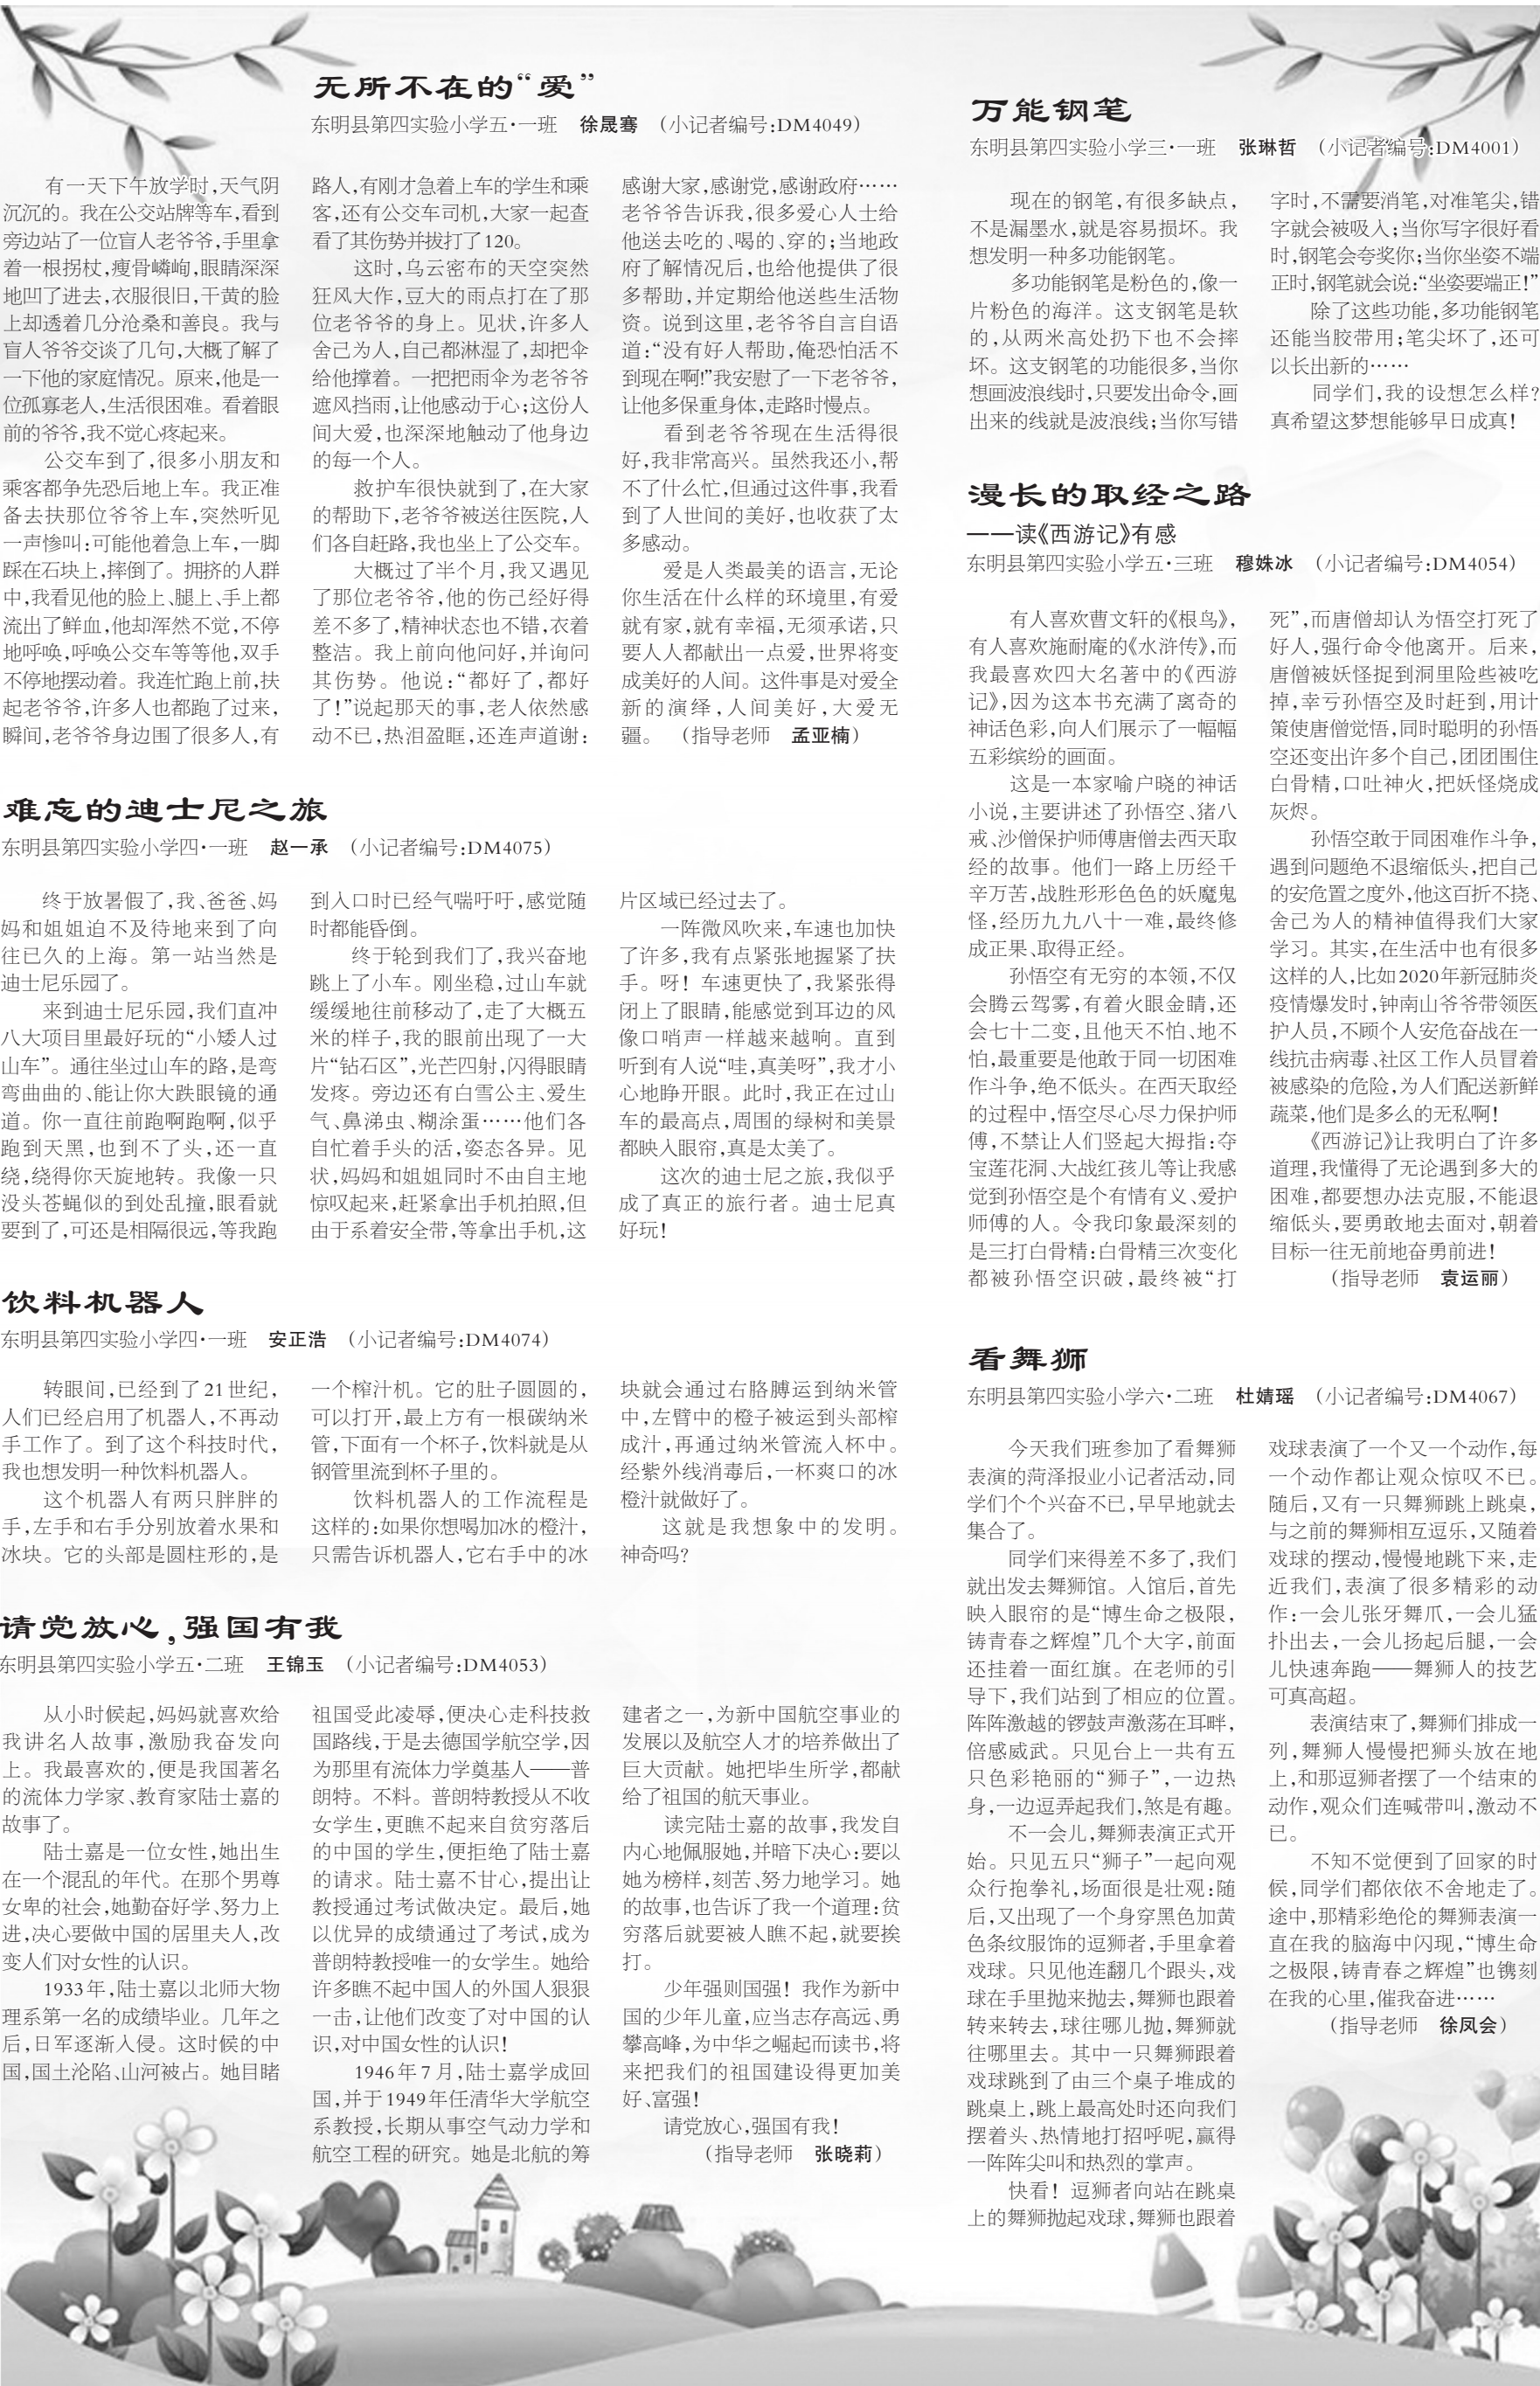 无所不在的“爱”
东明县第四实验小学五·一班 徐晟骞 （小记者编号:DM4049）
有一天下午放学时,天气阴
沉沉的。我在公交站牌等车,看到
旁边站了一位盲人老爷爷,手里拿
着一根拐杖,瘦骨嶙峋,眼睛深深
地凹了进去,衣服很旧,干黄的脸
上却透着几分沧桑和善良。我与
盲人爷爷交谈了几句,大概了解了
一下他的家庭情况。原来,他是一
位孤寡老人,生活很困难。看着眼
前的爷爷,我不觉心疼起来。
公交车到了,很多小朋友和
乘客都争先恐后地上车。我正准
备去扶那位爷爷上车,突然听见
一声惨叫:可能他着急上车,一脚
踩在石块上,摔倒了。拥挤的人群
中,我看见他的脸上、腿上、手上都
流出了鲜血,他却浑然不觉,不停
地呼唤,呼唤公交车等等他,双手
不停地摆动着。我连忙跑上前,扶
起老爷爷,许多人也都跑了过来,
瞬间,老爷爷身边围了很多人,有
路人,有刚才急着上车的学生和乘
客,还有公交车司机,大家一起查
看了其伤势并拔打了120。
这时,乌云密布的天空突然
狂风大作,豆大的雨点打在了那
位老爷爷的身上。见状,许多人
舍己为人,自己都淋湿了,却把伞
给他撑着。一把把雨伞为老爷爷
遮风挡雨,让他感动于心;这份人
间大爱,也深深地触动了他身边
的每一个人。
救护车很快就到了,在大家
的帮助下,老爷爷被送往医院,人
们各自赶路,我也坐上了公交车。
大概过了半个月,我又遇见
了那位老爷爷,他的伤己经好得
差不多了,精神状态也不错,衣着
整洁。我上前向他问好,并询问
其伤势。他说:“都好了,都好
了!”说起那天的事,老人依然感
动不已,热泪盈眶,还连声道谢:
感谢大家,感谢党,感谢政府……
老爷爷告诉我,很多爱心人士给
他送去吃的、喝的、穿的;当地政
府了解情况后,也给他提供了很
多帮助,并定期给他送些生活物
资。说到这里,老爷爷自言自语
道:“没有好人帮助,俺恐怕活不
到现在啊!”我安慰了一下老爷爷,
让他多保重身体,走路时慢点。
看到老爷爷现在生活得很
好,我非常高兴。虽然我还小,帮
不了什么忙,但通过这件事,我看
到了人世间的美好,也收获了太
多感动。
爱是人类最美的语言,无论
你生活在什么样的环境里,有爱
就有家,就有幸福,无须承诺,只
要人人都献出一点爱,世界将变
成美好的人间。这件事是对爱全
新的演绎,人间美好,大爱无
疆。（指导老师 孟亚楠）
难忘的迪士尼之旅
东明县第四实验小学四·一班 赵一承 （小记者编号:DM4075）
终于放暑假了,我、爸爸、妈
妈和姐姐迫不及待地来到了向
往已久的上海。第一站当然是
迪士尼乐园了。
来到迪士尼乐园,我们直冲
八大项目里最好玩的“小矮人过
山车”。通往坐过山车的路,是弯
弯曲曲的、能让你大跌眼镜的通
道。你一直往前跑啊跑啊,似乎
跑到天黑,也到不了头,还一直
绕,绕得你天旋地转。我像一只
没头苍蝇似的到处乱撞,眼看就
要到了,可还是相隔很远,等我跑
到入口时已经气喘吁吁,感觉随
时都能昏倒。
终于轮到我们了,我兴奋地
跳上了小车。刚坐稳,过山车就
缓缓地往前移动了,走了大概五
米的样子,我的眼前出现了一大
片“钻石区”,光芒四射,闪得眼睛
发疼。旁边还有白雪公主、爱生
气、鼻涕虫、糊涂蛋……他们各
自忙着手头的活,姿态各异。见
状,妈妈和姐姐同时不由自主地
惊叹起来,赶紧拿出手机拍照,但
由于系着安全带,等拿出手机,这
片区域已经过去了。
一阵微风吹来,车速也加快
了许多,我有点紧张地握紧了扶
手。呀！车速更快了,我紧张得
闭上了眼睛,能感觉到耳边的风
像口哨声一样越来越响。直到
听到有人说“哇,真美呀”,我才小
心地睁开眼。此时,我正在过山
车的最高点,周围的绿树和美景
都映入眼帘,真是太美了。
这次的迪士尼之旅,我似乎
成了真正的旅行者。迪士尼真
好玩!
饮料机器人
东明县第四实验小学四·一班 安正浩 （小记者编号:DM4074）
转眼间,已经到了21世纪,
人们已经启用了机器人,不再动
手工作了。到了这个科技时代,
我也想发明一种饮料机器人。
这个机器人有两只胖胖的
手,左手和右手分别放着水果和
冰块。它的头部是圆柱形的,是
一个榨汁机。它的肚子圆圆的,
可以打开,最上方有一根碳纳米
管,下面有一个杯子,饮料就是从
钢管里流到杯子里的。
饮料机器人的工作流程是
这样的:如果你想喝加冰的橙汁,
只需告诉机器人,它右手中的冰
块就会通过右胳膊运到纳米管
中,左臂中的橙子被运到头部榨
成汁,再通过纳米管流入杯中。
经紫外线消毒后,一杯爽口的冰
橙汁就做好了。
这就是我想象中的发明。
神奇吗?
请党放心,强国有我
东明县第四实验小学五·二班 王锦玉 （小记者编号:DM4053）
从小时候起,妈妈就喜欢给
我讲名人故事,激励我奋发向
上。我最喜欢的,便是我国著名
的流体力学家、教育家陆士嘉的
故事了。
陆士嘉是一位女性,她出生
在一个混乱的年代。在那个男尊
女卑的社会,她勤奋好学、努力上
进,决心要做中国的居里夫人,改
变人们对女性的认识。
1933年,陆士嘉以北师大物
理系第一名的成绩毕业。几年之
后,日军逐渐入侵。这时候的中
国,国土沦陷、山河被占。她目睹
祖国受此凌辱,便决心走科技救
国路线,于是去德国学航空学,因
为那里有流体力学奠基人——普
朗特。不料。普朗特教授从不收
女学生,更瞧不起来自贫穷落后
的中国的学生,便拒绝了陆士嘉
的请求。陆士嘉不甘心,提出让
教授通过考试做决定。最后,她
以优异的成绩通过了考试,成为
普朗特教授唯一的女学生。她给
许多瞧不起中国人的外国人狠狠
一击,让他们改变了对中国的认
识,对中国女性的认识!
1946年7月,陆士嘉学成回
国,并于1949年任清华大学航空
系教授,长期从事空气动力学和
航空工程的研究。她是北航的筹
建者之一,为新中国航空事业的
发展以及航空人才的培养做出了
巨大贡献。她把毕生所学,都献
给了祖国的航天事业。
读完陆士嘉的故事,我发自
内心地佩服她,并暗下决心:要以
她为榜样,刻苦、努力地学习。她
的故事,也告诉了我一个道理:贫
穷落后就要被人瞧不起,就要挨
打。
少年强则国强！我作为新中
国的少年儿童,应当志存高远、勇
攀高峰,为中华之崛起而读书,将
来把我们的祖国建设得更加美
好、富强!
请党放心,强国有我!
（指导老师 张晓莉）
万能钢笔
东明县第四实验小学三·一班 张琳哲 （小记者编号:DM4001）
现在的钢笔,有很多缺点,
不是漏墨水,就是容易损坏。我
想发明一种多功能钢笔。
多功能钢笔是粉色的,像一
片粉色的海洋。这支钢笔是软
的,从两米高处扔下也不会摔
坏。这支钢笔的功能很多,当你
想画波浪线时,只要发出命令,画
出来的线就是波浪线;当你写错
字时,不需要消笔,对准笔尖,错
字就会被吸入;当你写字很好看
时,钢笔会夸奖你;当你坐姿不端
正时,钢笔就会说:“坐姿要端正!”
除了这些功能,多功能钢笔
还能当胶带用;笔尖坏了,还可
以长出新的……
同学们,我的设想怎么样?
真希望这梦想能够早日成真!
漫长的取经之路
——读《西游记》有感
东明县第四实验小学五·三班 穆姝冰 （小记者编号:DM4054）
有人喜欢曹文轩的《根鸟》,
有人喜欢施耐庵的《水浒传》,而
我最喜欢四大名著中的《西游
记》,因为这本书充满了离奇的
神话色彩,向人们展示了一幅幅
五彩缤纷的画面。
这是一本家喻户晓的神话
小说,主要讲述了孙悟空、猪八
戒、沙僧保护师傅唐僧去西天取
经的故事。他们一路上历经千
辛万苦,战胜形形色色的妖魔鬼
怪,经历九九八十一难,最终修
成正果、取得正经。
孙悟空有无穷的本领,不仅
会腾云驾雾,有着火眼金睛,还
会七十二变,且他天不怕、地不
怕,最重要是他敢于同一切困难
作斗争,绝不低头。在西天取经
的过程中,悟空尽心尽力保护师
傅,不禁让人们竖起大拇指:夺
宝莲花洞、大战红孩儿等让我感
觉到孙悟空是个有情有义、爱护
师傅的人。令我印象最深刻的
是三打白骨精:白骨精三次变化
都被孙悟空识破,最终被“打
死”,而唐僧却认为悟空打死了
好人,强行命令他离开。后来,
唐僧被妖怪捉到洞里险些被吃
掉,幸亏孙悟空及时赶到,用计
策使唐僧觉悟,同时聪明的孙悟
空还变出许多个自己,团团围住
白骨精,口吐神火,把妖怪烧成
灰烬。
孙悟空敢于同困难作斗争,
遇到问题绝不退缩低头,把自己
的安危置之度外,他这百折不挠、
舍己为人的精神值得我们大家
学习。其实,在生活中也有很多
这样的人,比如2020年新冠肺炎
疫情爆发时,钟南山爷爷带领医
护人员,不顾个人安危奋战在一
线抗击病毒、社区工作人员冒着
被感染的危险,为人们配送新鲜
蔬菜,他们是多么的无私啊!
《西游记》让我明白了许多
道理,我懂得了无论遇到多大的
困难,都要想办法克服,不能退
缩低头,要勇敢地去面对,朝着
目标一往无前地奋勇前进!
（指导老师 袁运丽）
看舞狮
东明县第四实验小学六·二班 杜婧瑶 （小记者编号:DM4067）
今天我们班参加了看舞狮
表演的菏泽报业小记者活动,同
学们个个兴奋不已,早早地就去
集合了。
同学们来得差不多了,我们
就出发去舞狮馆。入馆后,首先
映入眼帘的是“博生命之极限,
铸青春之辉煌”几个大字,前面
还挂着一面红旗。在老师的引
导下,我们站到了相应的位置。
阵阵激越的锣鼓声激荡在耳畔,
倍感威武。只见台上一共有五
只色彩艳丽的“狮子”,一边热
身,一边逗弄起我们,煞是有趣。
不一会儿,舞狮表演正式开
始。只见五只“狮子”一起向观
众行抱拳礼,场面很是壮观:随
后,又出现了一个身穿黑色加黄
色条纹服饰的逗狮者,手里拿着
戏球。只见他连翻几个跟头,戏
球在手里抛来抛去,舞狮也跟着
转来转去,球往哪儿抛,舞狮就
往哪里去。其中一只舞狮跟着
戏球跳到了由三个桌子堆成的
跳桌上,跳上最高处时还向我们
摆着头、热情地打招呼呢,赢得
一阵阵尖叫和热烈的掌声。
快看！逗狮者向站在跳桌
上的舞狮抛起戏球,舞狮也跟着
戏球表演了一个又一个动作,每
一个动作都让观众惊叹不已。
随后,又有一只舞狮跳上跳桌,
与之前的舞狮相互逗乐,又随着
戏球的摆动,慢慢地跳下来,走
近我们,表演了很多精彩的动
作:一会儿张牙舞爪,一会儿猛
扑出去,一会儿扬起后腿,一会
儿快速奔跑——舞狮人的技艺
可真高超。
表演结束了,舞狮们排成一
列,舞狮人慢慢把狮头放在地
上,和那逗狮者摆了一个结束的
动作,观众们连喊带叫,激动不
已。
不知不觉便到了回家的时
候,同学们都依依不舍地走了。
途中,那精彩绝伦的舞狮表演一
直在我的脑海中闪现,“博生命
之极限,铸青春之辉煌”也镌刻
在我的心里,催我奋进……
（指导老师 徐凤会）